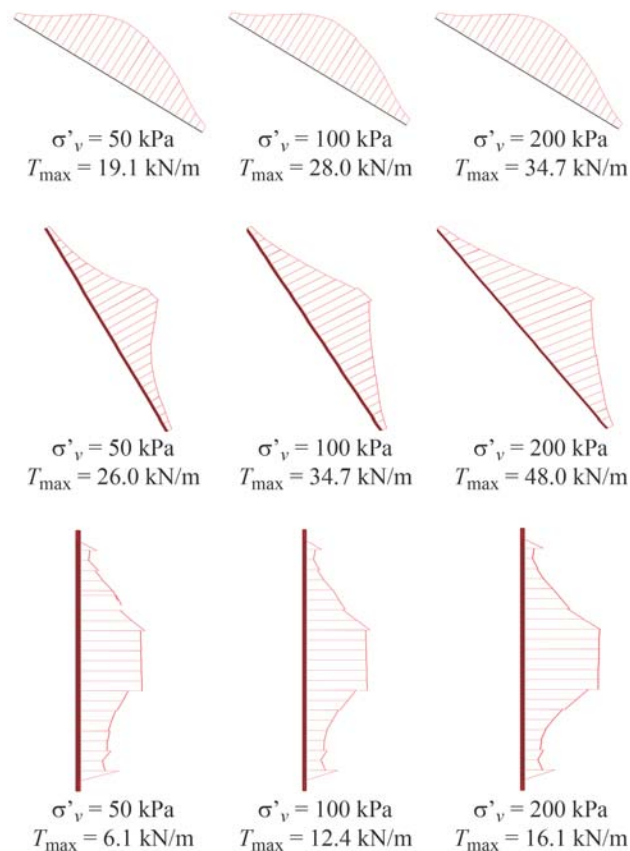 σ'v = 50 kPa
Tmax = 19.1 kN/m
σ'v = 100 kPa
Tmax = 28.0 kN/m
σ'v = 200 kPa
Tmax = 34.7 kN/m
σ'v = 50 kPa
Tmax = 26.0 kN/m
σ'v = 100 kPa
Tmax = 34.7 kN/m
σ'v = 200 kPa
Tmax = 48.0 kN/m
σ'v = 50 kPa
Tmax = 6.1 kN/m
σ'v = 100 kPa
Tmax = 12.4 kN/m
σ'v = 200 kPa
Tmax = 16.1 kN/m